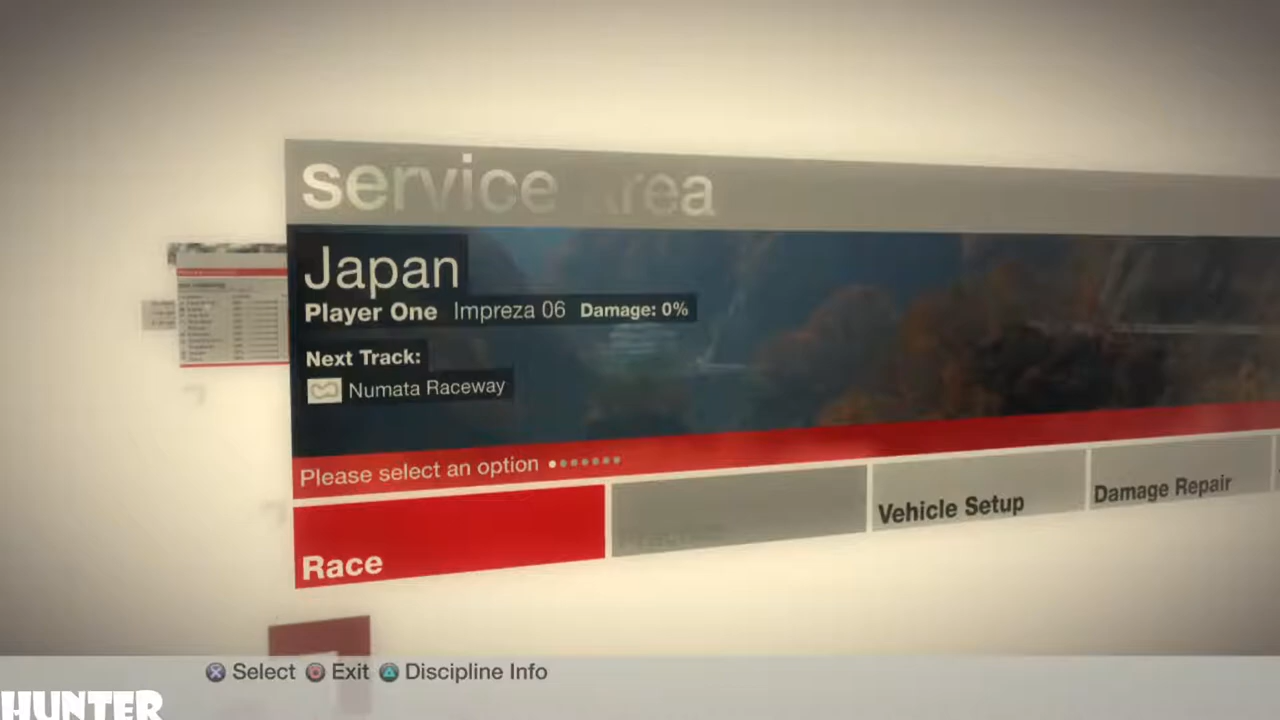 service area
Japan
Player One Impreza 06 Damage: 0%
Next Track:
Numata Raceway
Please select an option
Race
Vehicle Setup
Damage Repair
Select Exit Discipline Info
HUNTER